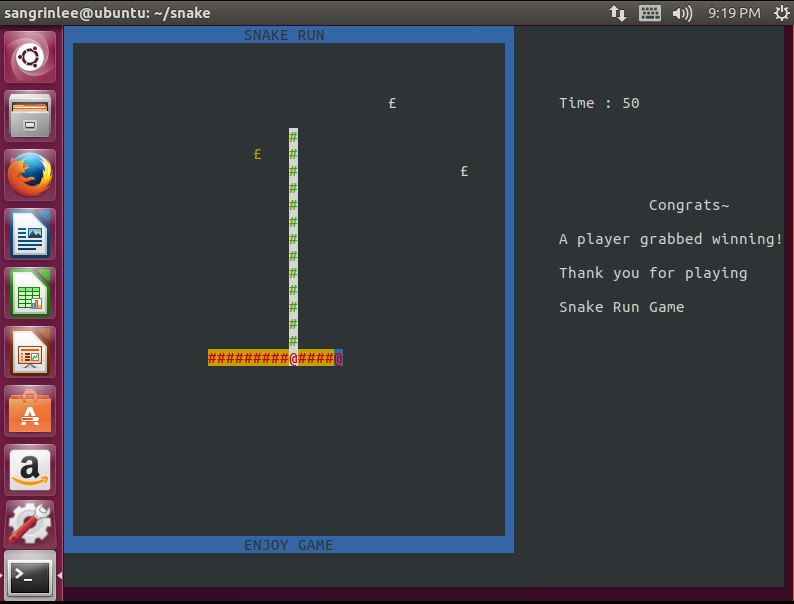 sangrinlee@ubuntu: ~/snake 9:19 PM
SNAKE RUN
£ Time : 50
#
£ #
# £
#
# Congrats~
#
# A player grabbed winning!
#
# Thank you for playing
#
# Snake Run Game
#
#
#########@####@
A
a
ENJOY GAME
>_